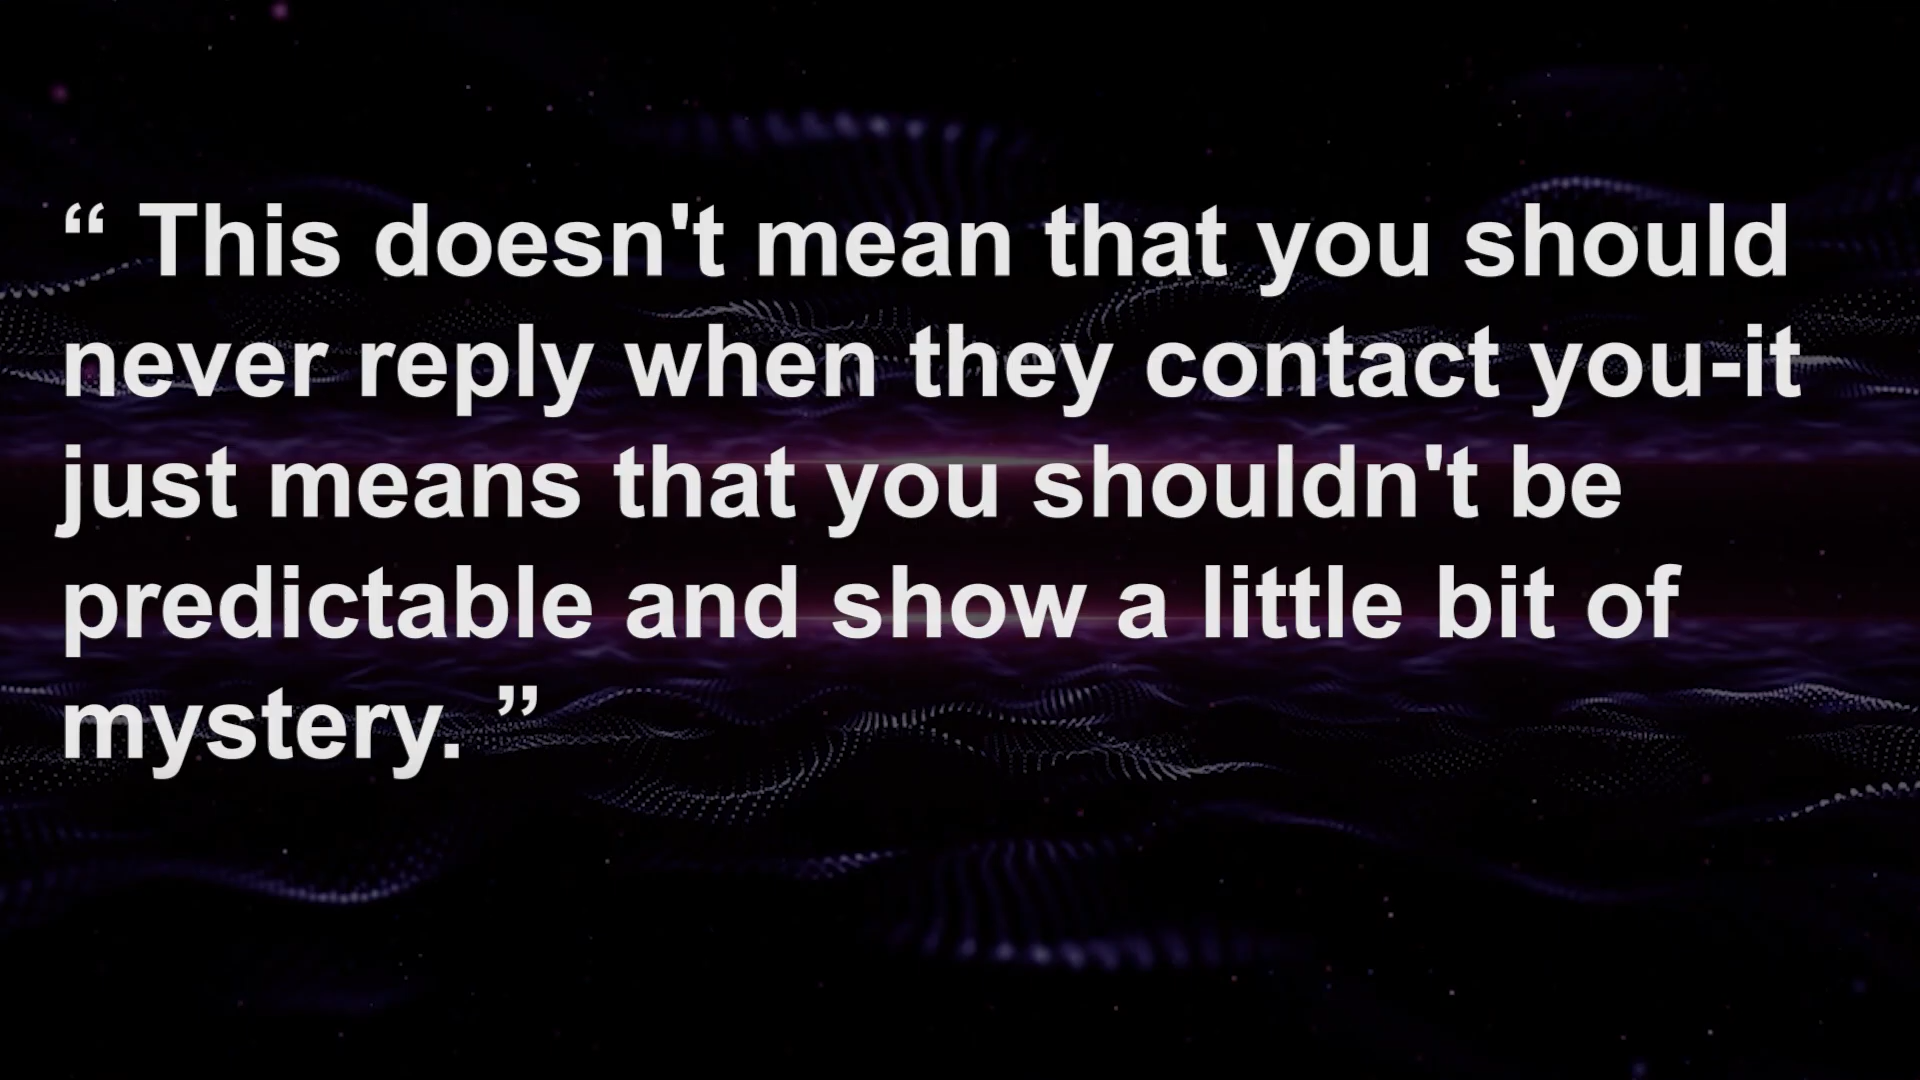 “ This doesn't mean that you should
never reply when they contact you-it
just means that you shouldn't be
predictable and show a little bit of
mystery. ”